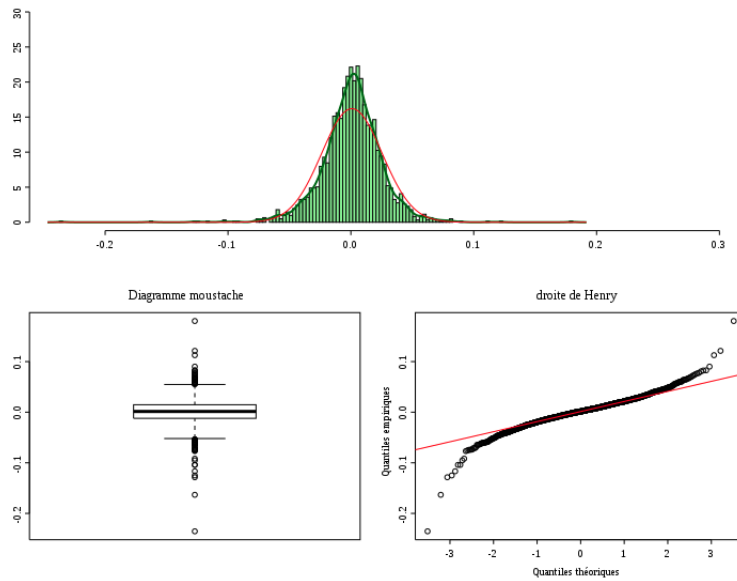 30
25
20
15
10
5
0
-0.2 -0.1 0.0 0.1 0.2 0.3
Diagramme moustache
0.1
0.0
-0.1
-0.2
droite de Henry
Quantiles empiriques
0.1
0.0
-0.1
-0.2
-3 -2 -1 0 1 2 3
Quantiles théoriques